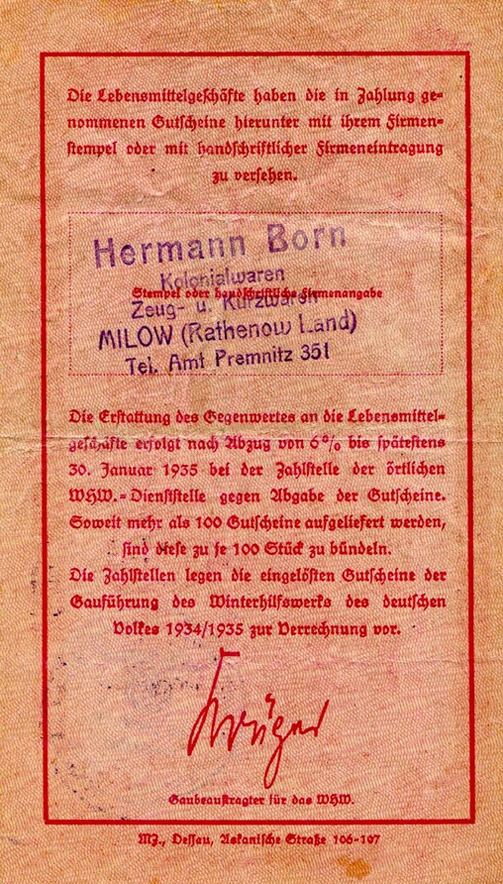 Die Lebensmittelgeschäfte haben die in Zahlung ge-
nommenen Gutscheine hierunter mit ihrem Firmen-
stempel oder mit handschriftlicher Firmeneintragung
zu versehen.
Hermann Born
Kolonialwaren
Stempel oder handschriftliche Firmenangabe
Zeug- u. Kurzwaren
MILOW (Rathenow Land)
Tel. Amt Premnitz 351
Die Erstattung des Gegenwertes an die Lebensmittel-
geschäfte erfolgt nach Abzug von 6% bis spätestens
30. Januar 1935 bei der Zahlstelle der örtlichen
WHW.-Dienststelle gegen Abgabe der Gutscheine.
Soweit mehr als 100 Gutscheine aufgeliefert werden,
sind diese zu je 100 Stück zu bündeln.
Die Zahlstellen legen die eingelösten Gutscheine der
Gauführung des Winterhilfswerks des deutschen
Volkes 1934/1935 zur Verrechnung vor.
Krüger
Gaubeauftragter für das WHW.
MZ., Dessau, Askanische Straße 106-107